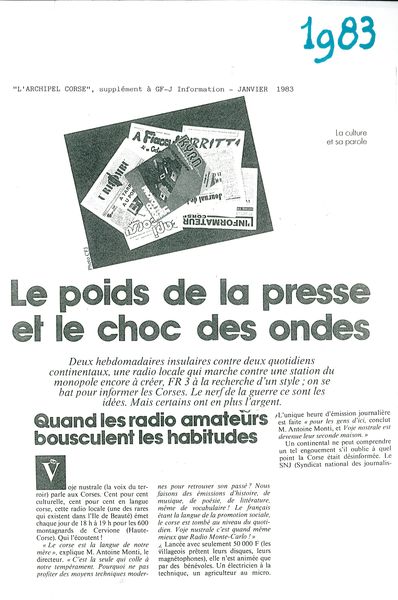 1983
"L'ARCHIPEL CORSE", supplément à GF-J Information - JANVIER 1983
La culture
et sa parole
KYRN
L'INFORMATEUR
CORSE
Le poids de la presse
et le choc des ondes
Deux hebdomadaires insulaires contre deux quotidiens
continentaux, une radio locale qui marche contre une station du
monopole encore à créer, FR 3 à la recherche d'un style ; on se
bat pour informer les Corses. Le nerf de la guerre ce sont les
idées. Mais certains ont en plus l'argent.
Quand les radio amateurs
bousculent les habitudes
Voje nustrale (la voix du ter-
roir) parle aux Corses. Cent pour cent
culturelle, cent pour cent en langue
corse, cette radio locale (une des rares
qui existent dans l'Ile de Beauté) émet
chaque jour de 18 h à 19 h pour les 600
montagnards de Cervione (Haute-
Corse). Qui l'écoutent !
« Le corse est la langue de notre
mère », explique M. Antoine Monti, le
directeur. « C'est la seule qui colle à
notre tempérament. Pourquoi ne pas
profiter des moyens techniques moder-
nes pour retrouver son passé ? Nous
faisons des émissions d'histoire, de
musique, de poésie, de littérature,
même de vocabulaire ! Le français
étant la langue de la promotion sociale,
le corse est tombé au niveau du quoti-
dien. Voje nustrale c'est quand même
mieux que Radio Monte-Carlo ! »
Lancée avec seulement 50 000 F (les
villageois prêtent leurs disques, leurs
magnétophones), elle n'est animée que
par des bénévoles. Un électricien à la
technique, un agriculteur au micro.
L'unique heure d'émission journalière
est faite « pour les gens d'ici, conclut
M. Antoine Monti, et Voje nustrale est
devenue leur seconde maison. »
Un continental ne peut comprendre
un tel engouement s'il oublie à quel
point la Corse était désinformée. Le
SNJ (Syndicat national des journalis-